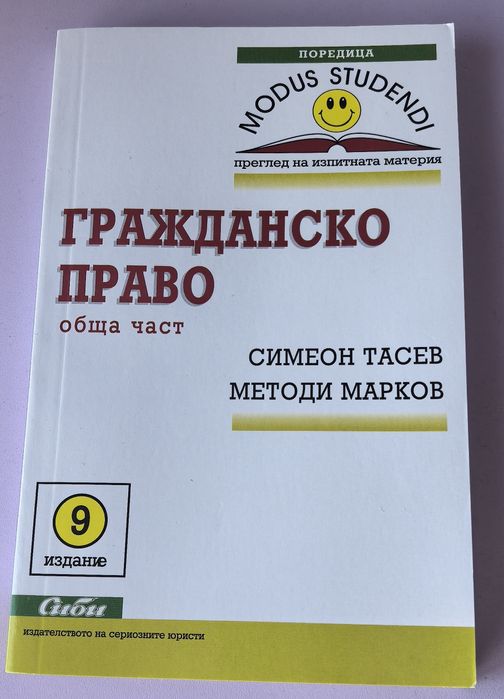 ПОРЕДИЦА
MODUS STUDENDI
преглед на изпитната материя
ГРАЖДАНСКО
ПРАВО
обща част
СИМЕОН ТАСЕВ
МЕТОДИ МАРКОВ
9
издание
Сиби
издателството на сериозните юристи